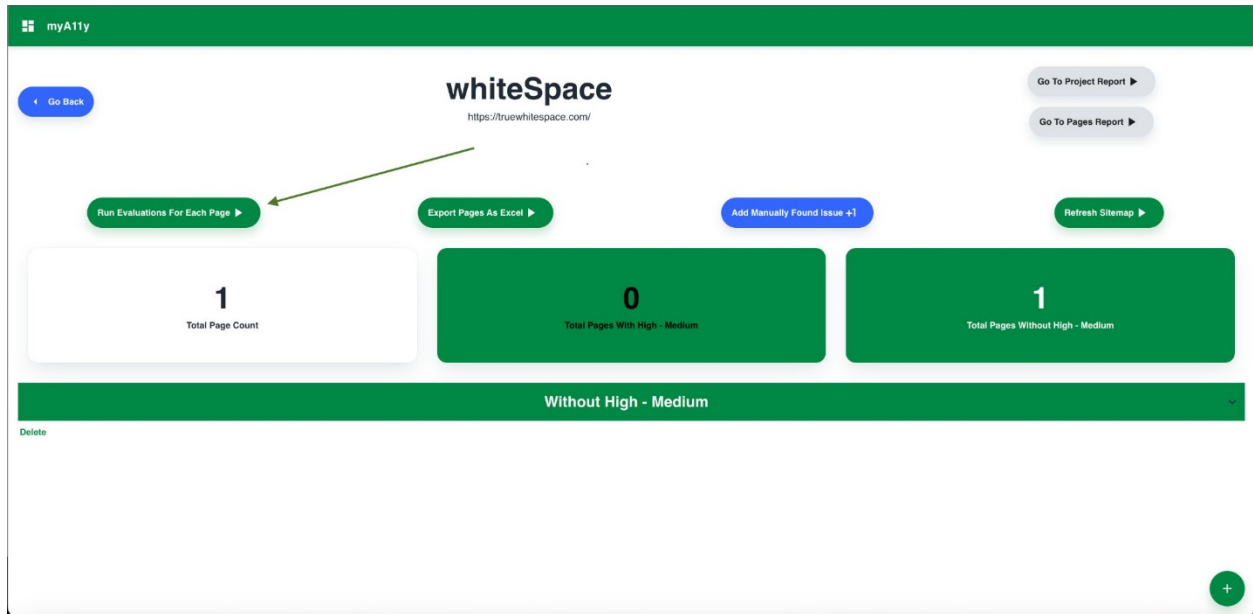 myA11y
Go Back
whiteSpace
https://truewhitespace.com/
Go To Project Report
Go To Pages Report
Run Evaluations For Each Page
Export Pages As Excel
Add Manually Found Issue +1
Refresh Sitemap
1
Total Page Count
0
Total Pages With High - Medium
1
Total Pages Without High - Medium
Without High - Medium
Delete
+